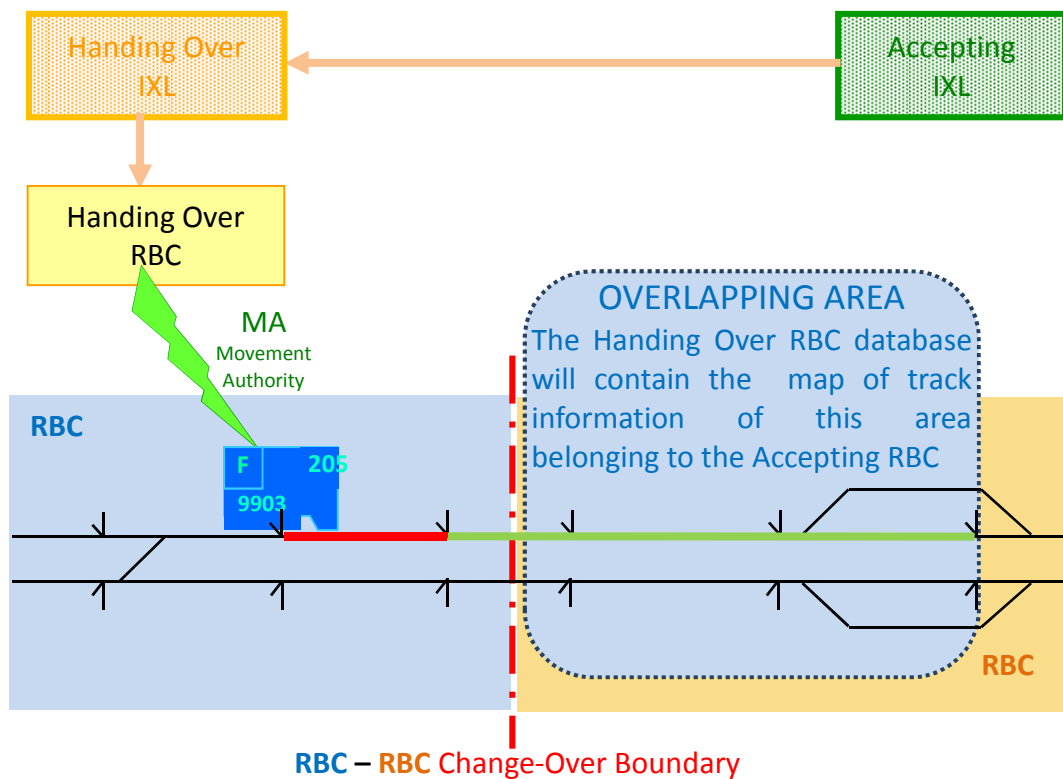 Handing Over
IXL
Accepting
IXL
Handing Over
RBC
MA
Movement
Authority
OVERLAPPING AREA
The Handing Over RBC database
will contain the map of track
information of this area
belonging to the Accepting RBC
RBC
F 205
9903
RBC
RBC – RBC Change-Over Boundary